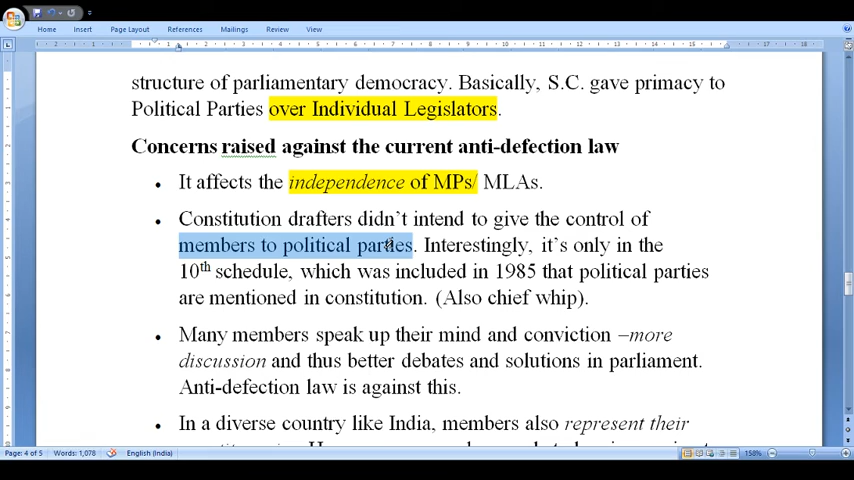 Home Insert Page Layout References Mailings Review View
structure of parliamentary democracy. Basically, S.C. gave primacy to
Political Parties over Individual Legislators.
Concerns raised against the current anti-defection law
• It affects the independence of MPs/ MLAs.
• Constitution drafters didn't intend to give the control of
members to political parties. Interestingly, it's only in the
10th schedule, which was included in 1985 that political parties
are mentioned in constitution. (Also chief whip).
• Many members speak up their mind and conviction –more
discussion and thus better debates and solutions in parliament.
Anti-defection law is against this.
• In a diverse country like India, members also represent their
Page: 4 of 5 Words: 1,078 English (India) 158%